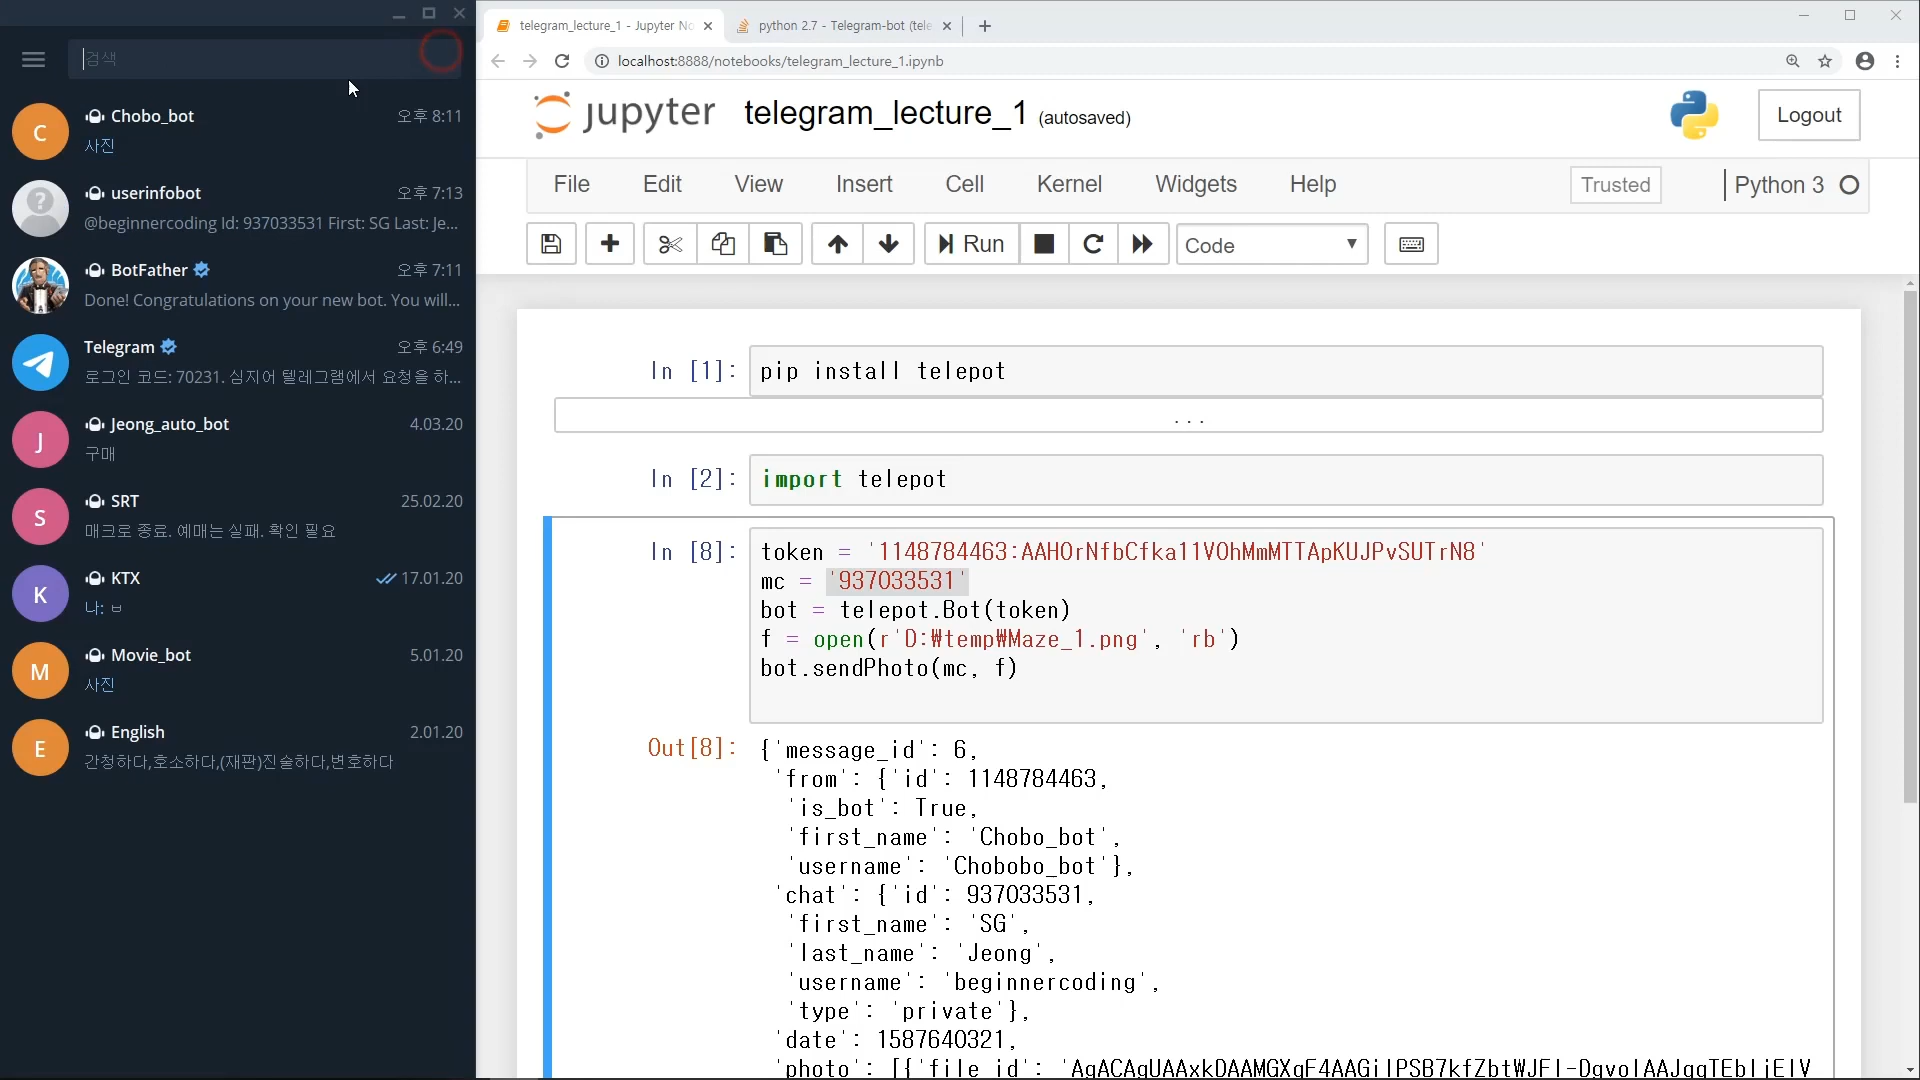 검색
Chobo_bot 오후 8:11
사진
userinfobot 오후 7:13
@beginnercoding Id: 937033531 First: SG Last: Je...
BotFather 오후 7:11
Done! Congratulations on your new bot. You will...
Telegram 오후 6:49
로그인 코드: 70231. 심지어 텔레그램에서 요청을 하...
Jeong_auto_bot 4.03.20
구매
SRT 25.02.20
매크로 종료. 예매는 실패. 확인 필요
KTX 17.01.20
나: ㅂ
Movie_bot 5.01.20
사진
English 2.01.20
간청하다,호소하다,(재판)진술하다,변호하다
C
?
J
S
K
M
E
telegram_lecture_1 - Jupyter No
python 2.7 - Telegram-bot (tele
localhost:8888/notebooks/telegram_lecture_1.ipynb
jupyter telegram_lecture_1 (autosaved)
Logout
File Edit View Insert Cell Kernel Widgets Help
Trusted
Python 3
Run
Code
In [1]: pip install telepot
...
In [2]: import telepot
In [8]: token = '1148784463:AAHOrNfbCfka11VOhMmMTTApKUJPvSUTrN8'
mc = '937033531'
bot = telepot.Bot(token)
f = open(r'D:₩temp₩Maze_1.png', 'rb')
bot.sendPhoto(mc, f)
Out[8]: {'message_id': 6,
'from': {'id': 1148784463,
'is_bot': True,
'first_name': 'Chobo_bot',
'username': 'Chobobo_bot'},
'chat': {'id': 937033531,
'first_name': 'SG',
'last_name': 'Jeong',
'username': 'beginnercoding',
'type': 'private'},
'date': 1587640321,
'photo': [{'file_id':